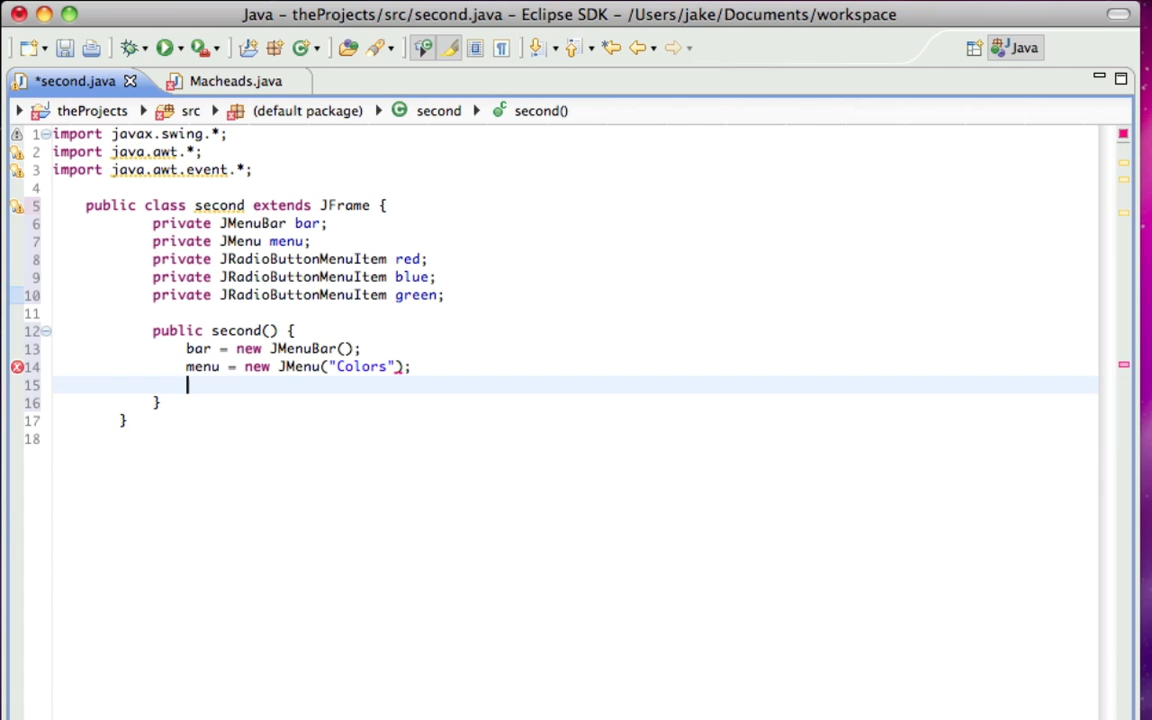 Java - theProjects/src/second.java - Eclipse SDK - /Users/jake/Documents/workspace
Java
*second.java Macheads.java
theProjects src (default package) second second()
1 import javax.swing.*;
2 import java.awt.*;
3 import java.awt.event.*;
4
5 public class second extends JFrame {
6 private JMenuBar bar;
7 private JMenu menu;
8 private JRadioButtonMenuItem red;
9 private JRadioButtonMenuItem blue;
10 private JRadioButtonMenuItem green;
11
12 public second() {
13 bar = new JMenuBar();
14 menu = new JMenu("Colors");
15
16 }
17 }
18